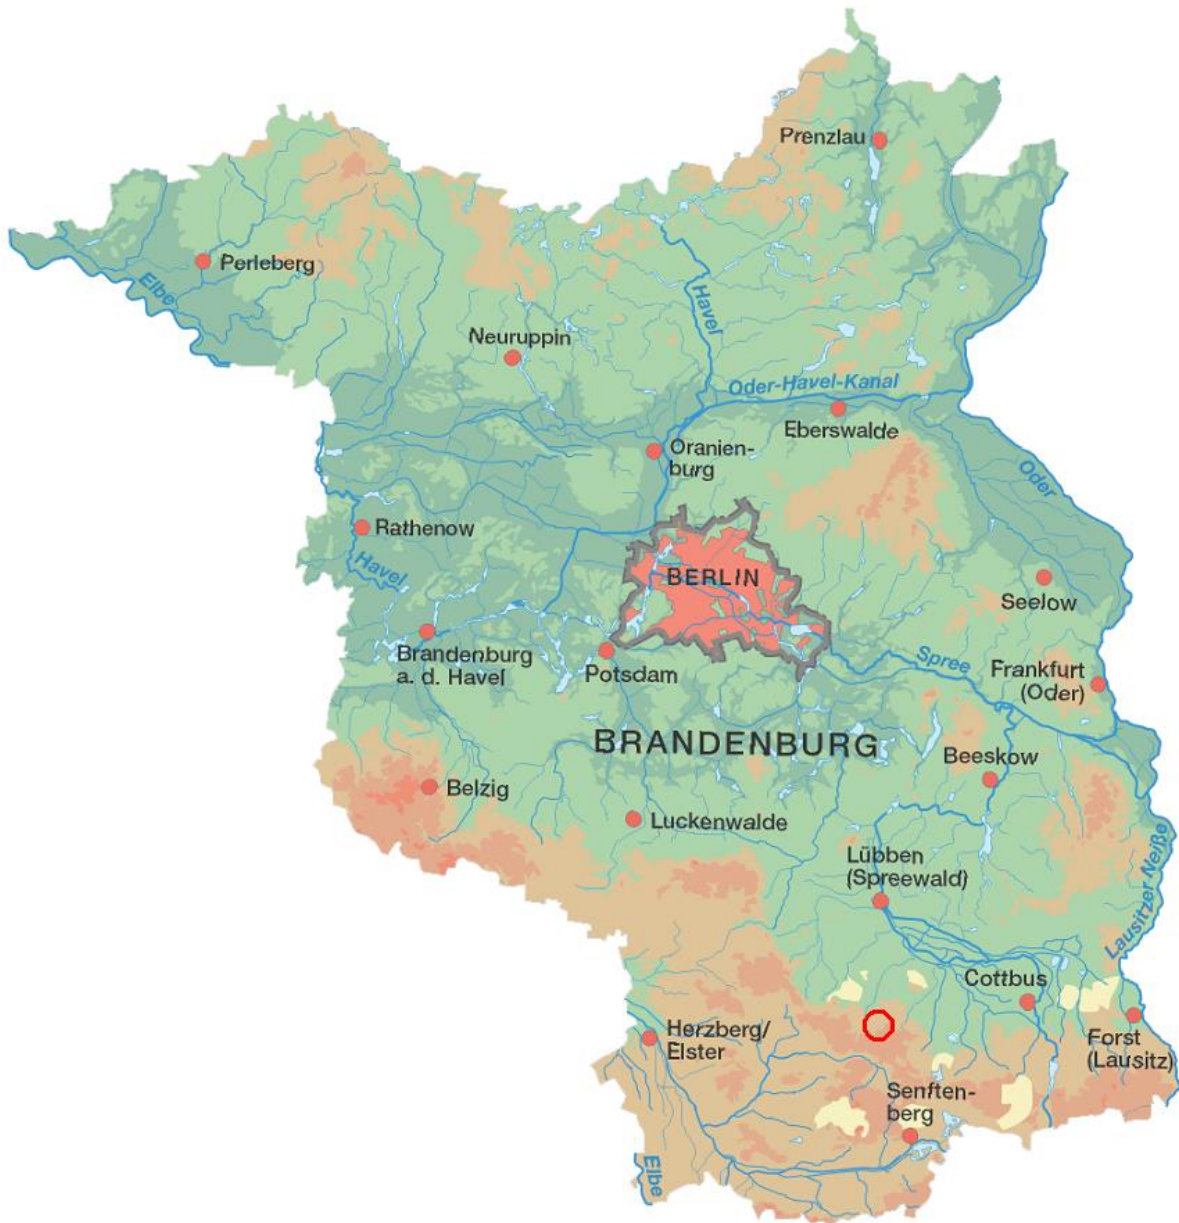 Prenzlau
Perleberg
Elbe
Havel
Neuruppin
Oder-Havel-Kanal
Eberswalde
Oranien-
burg
Oder
Rathenow
Havel
BERLIN
Seelow
Brandenburg
a. d. Havel
Potsdam
Spree
Frankfurt
(Oder)
BRANDENBURG
Beeskow
Belzig
Luckenwalde
Lübben
(Spreewald)
Lausitzer Neiße
Cottbus
Herzberg/
Elster
Forst
(Lausitz)
Senften-
berg
Elbe